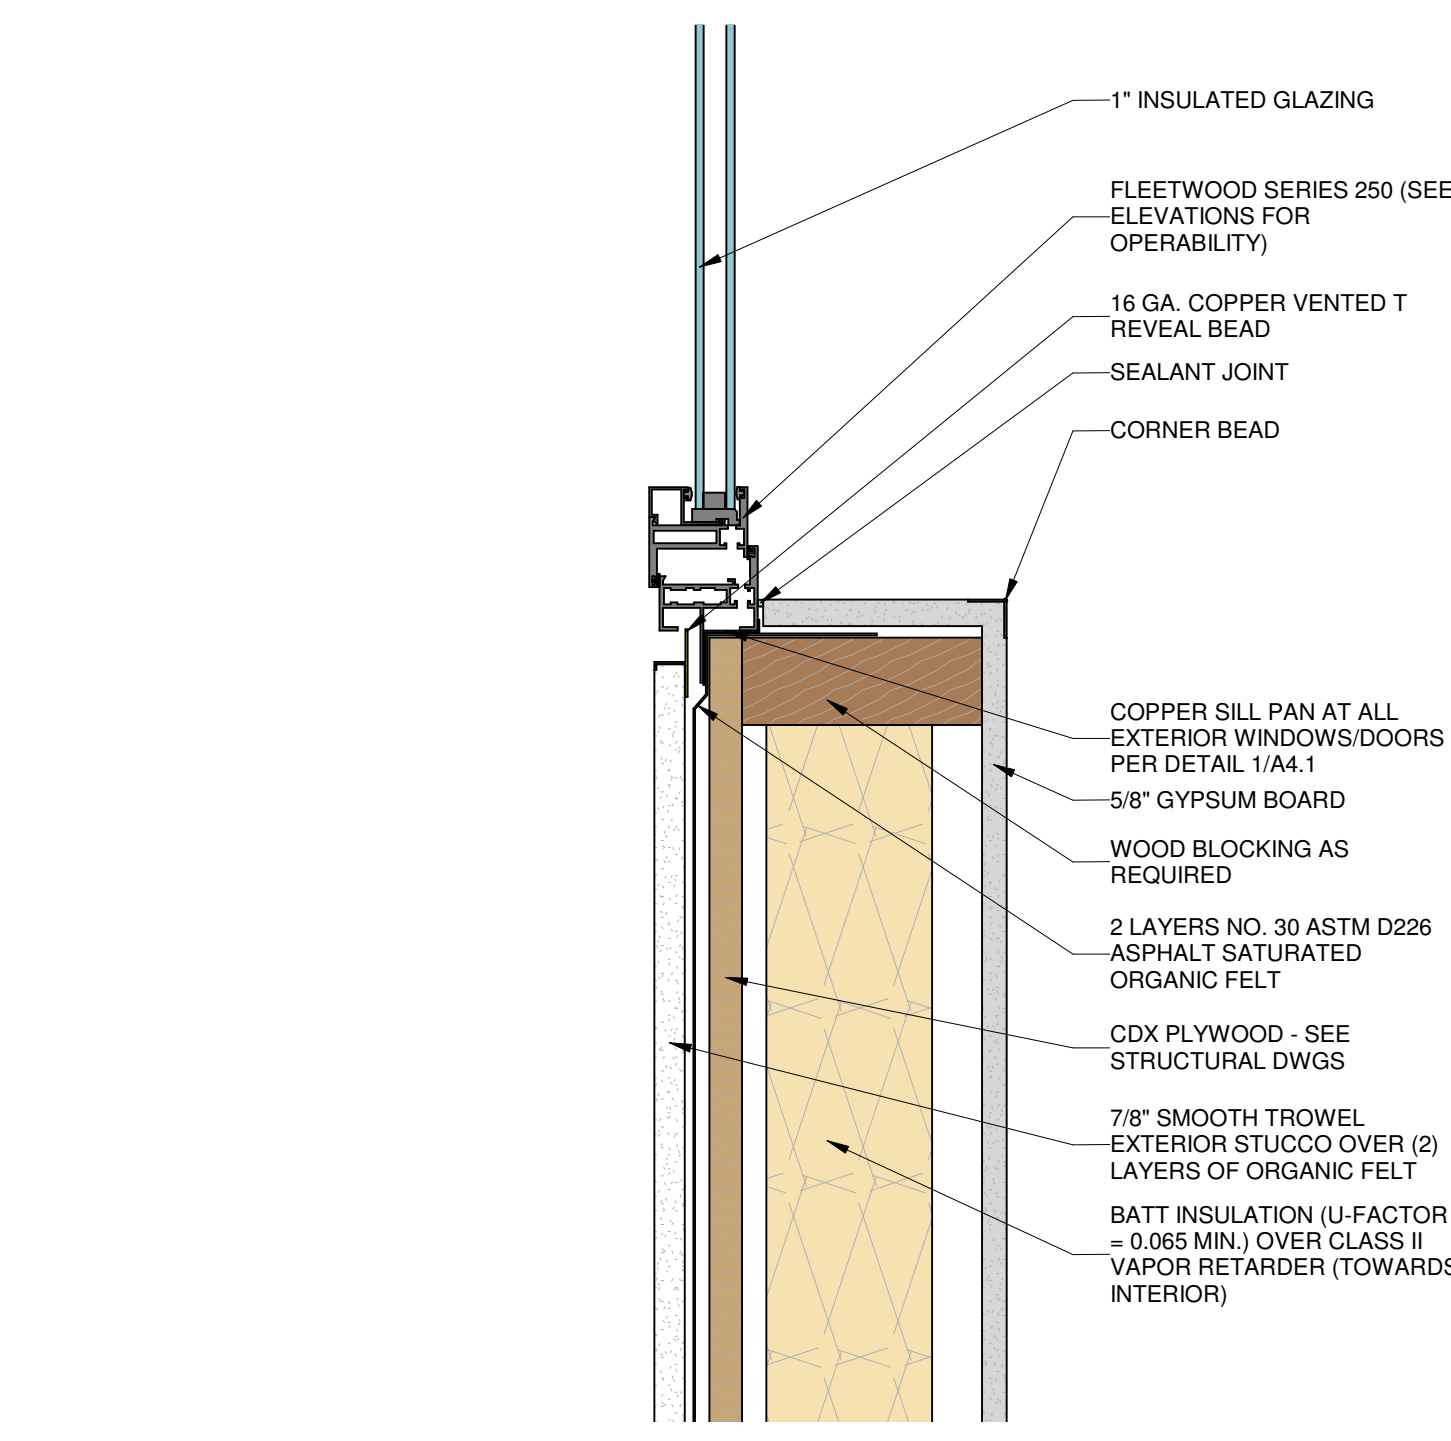 1" INSULATED GLAZING
FLEETWOOD SERIES 250 (SEE
ELEVATIONS FOR
OPERABILITY)
16 GA. COPPER VENTED T
REVEAL BEAD
SEALANT JOINT
CORNER BEAD
COPPER SILL PAN AT ALL
EXTERIOR WINDOWS/DOORS
PER DETAIL 1/A4.1
5/8" GYPSUM BOARD
WOOD BLOCKING AS
REQUIRED
2 LAYERS NO. 30 ASTM D226
ASPHALT SATURATED
ORGANIC FELT
CDX PLYWOOD - SEE
STRUCTURAL DWGS
7/8" SMOOTH TROWEL
EXTERIOR STUCCO OVER (2)
LAYERS OF ORGANIC FELT
BATT INSULATION (U-FACTOR
= 0.065 MIN.) OVER CLASS II
VAPOR RETARDER (TOWARDS
INTERIOR)